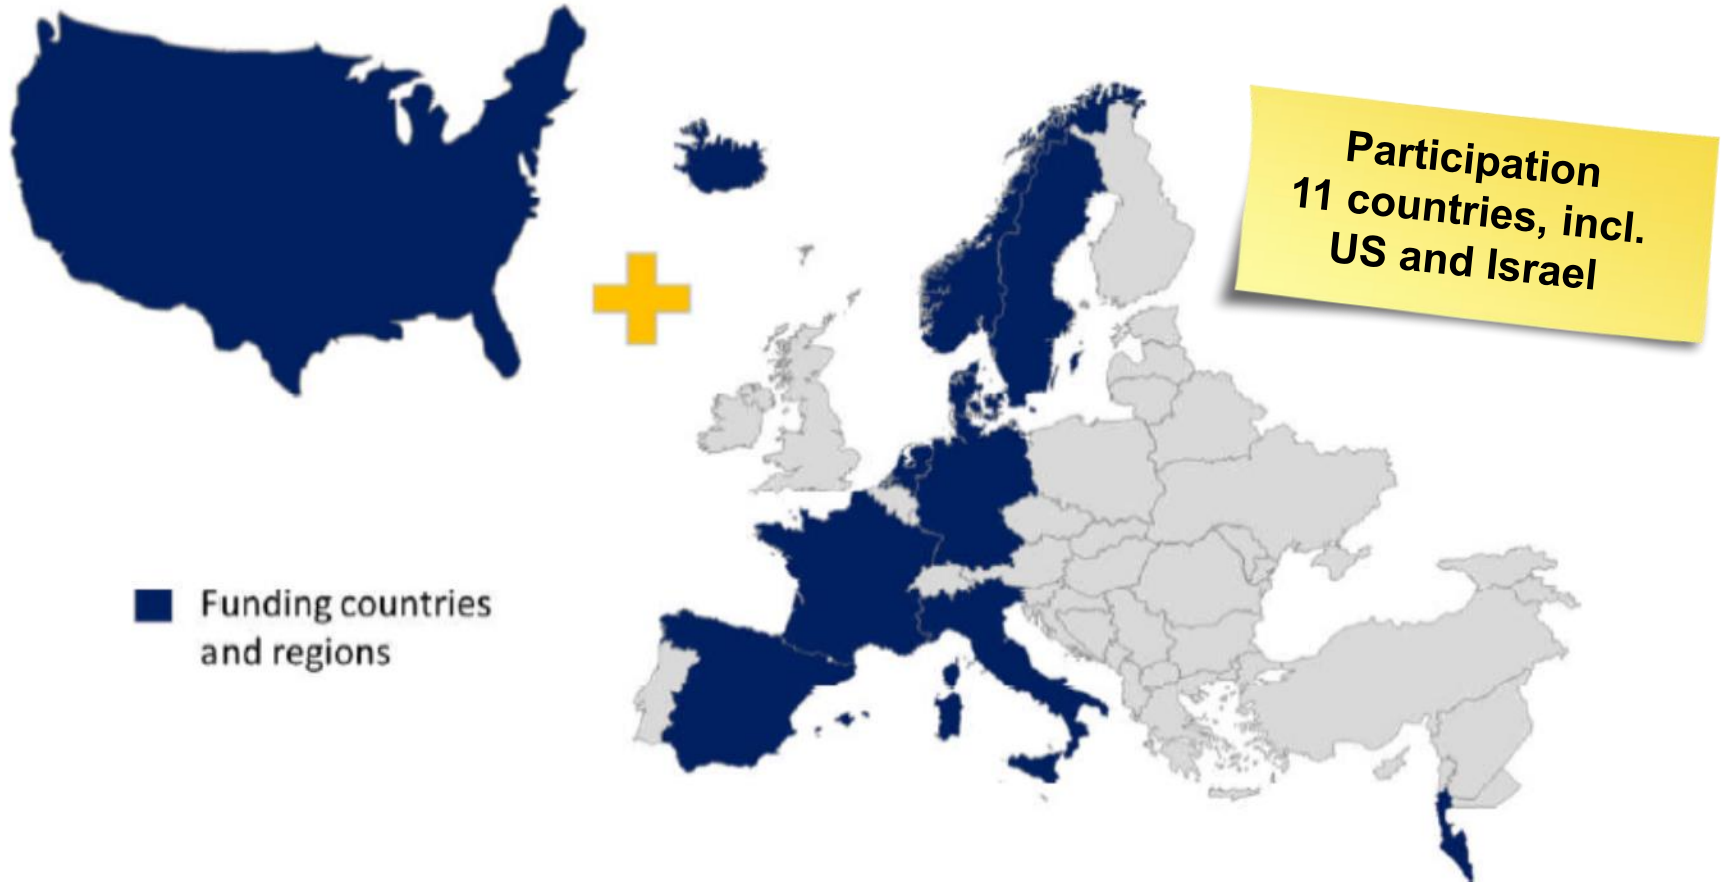 Participation
11 countries, incl.
US and Israel
Funding countries
and regions